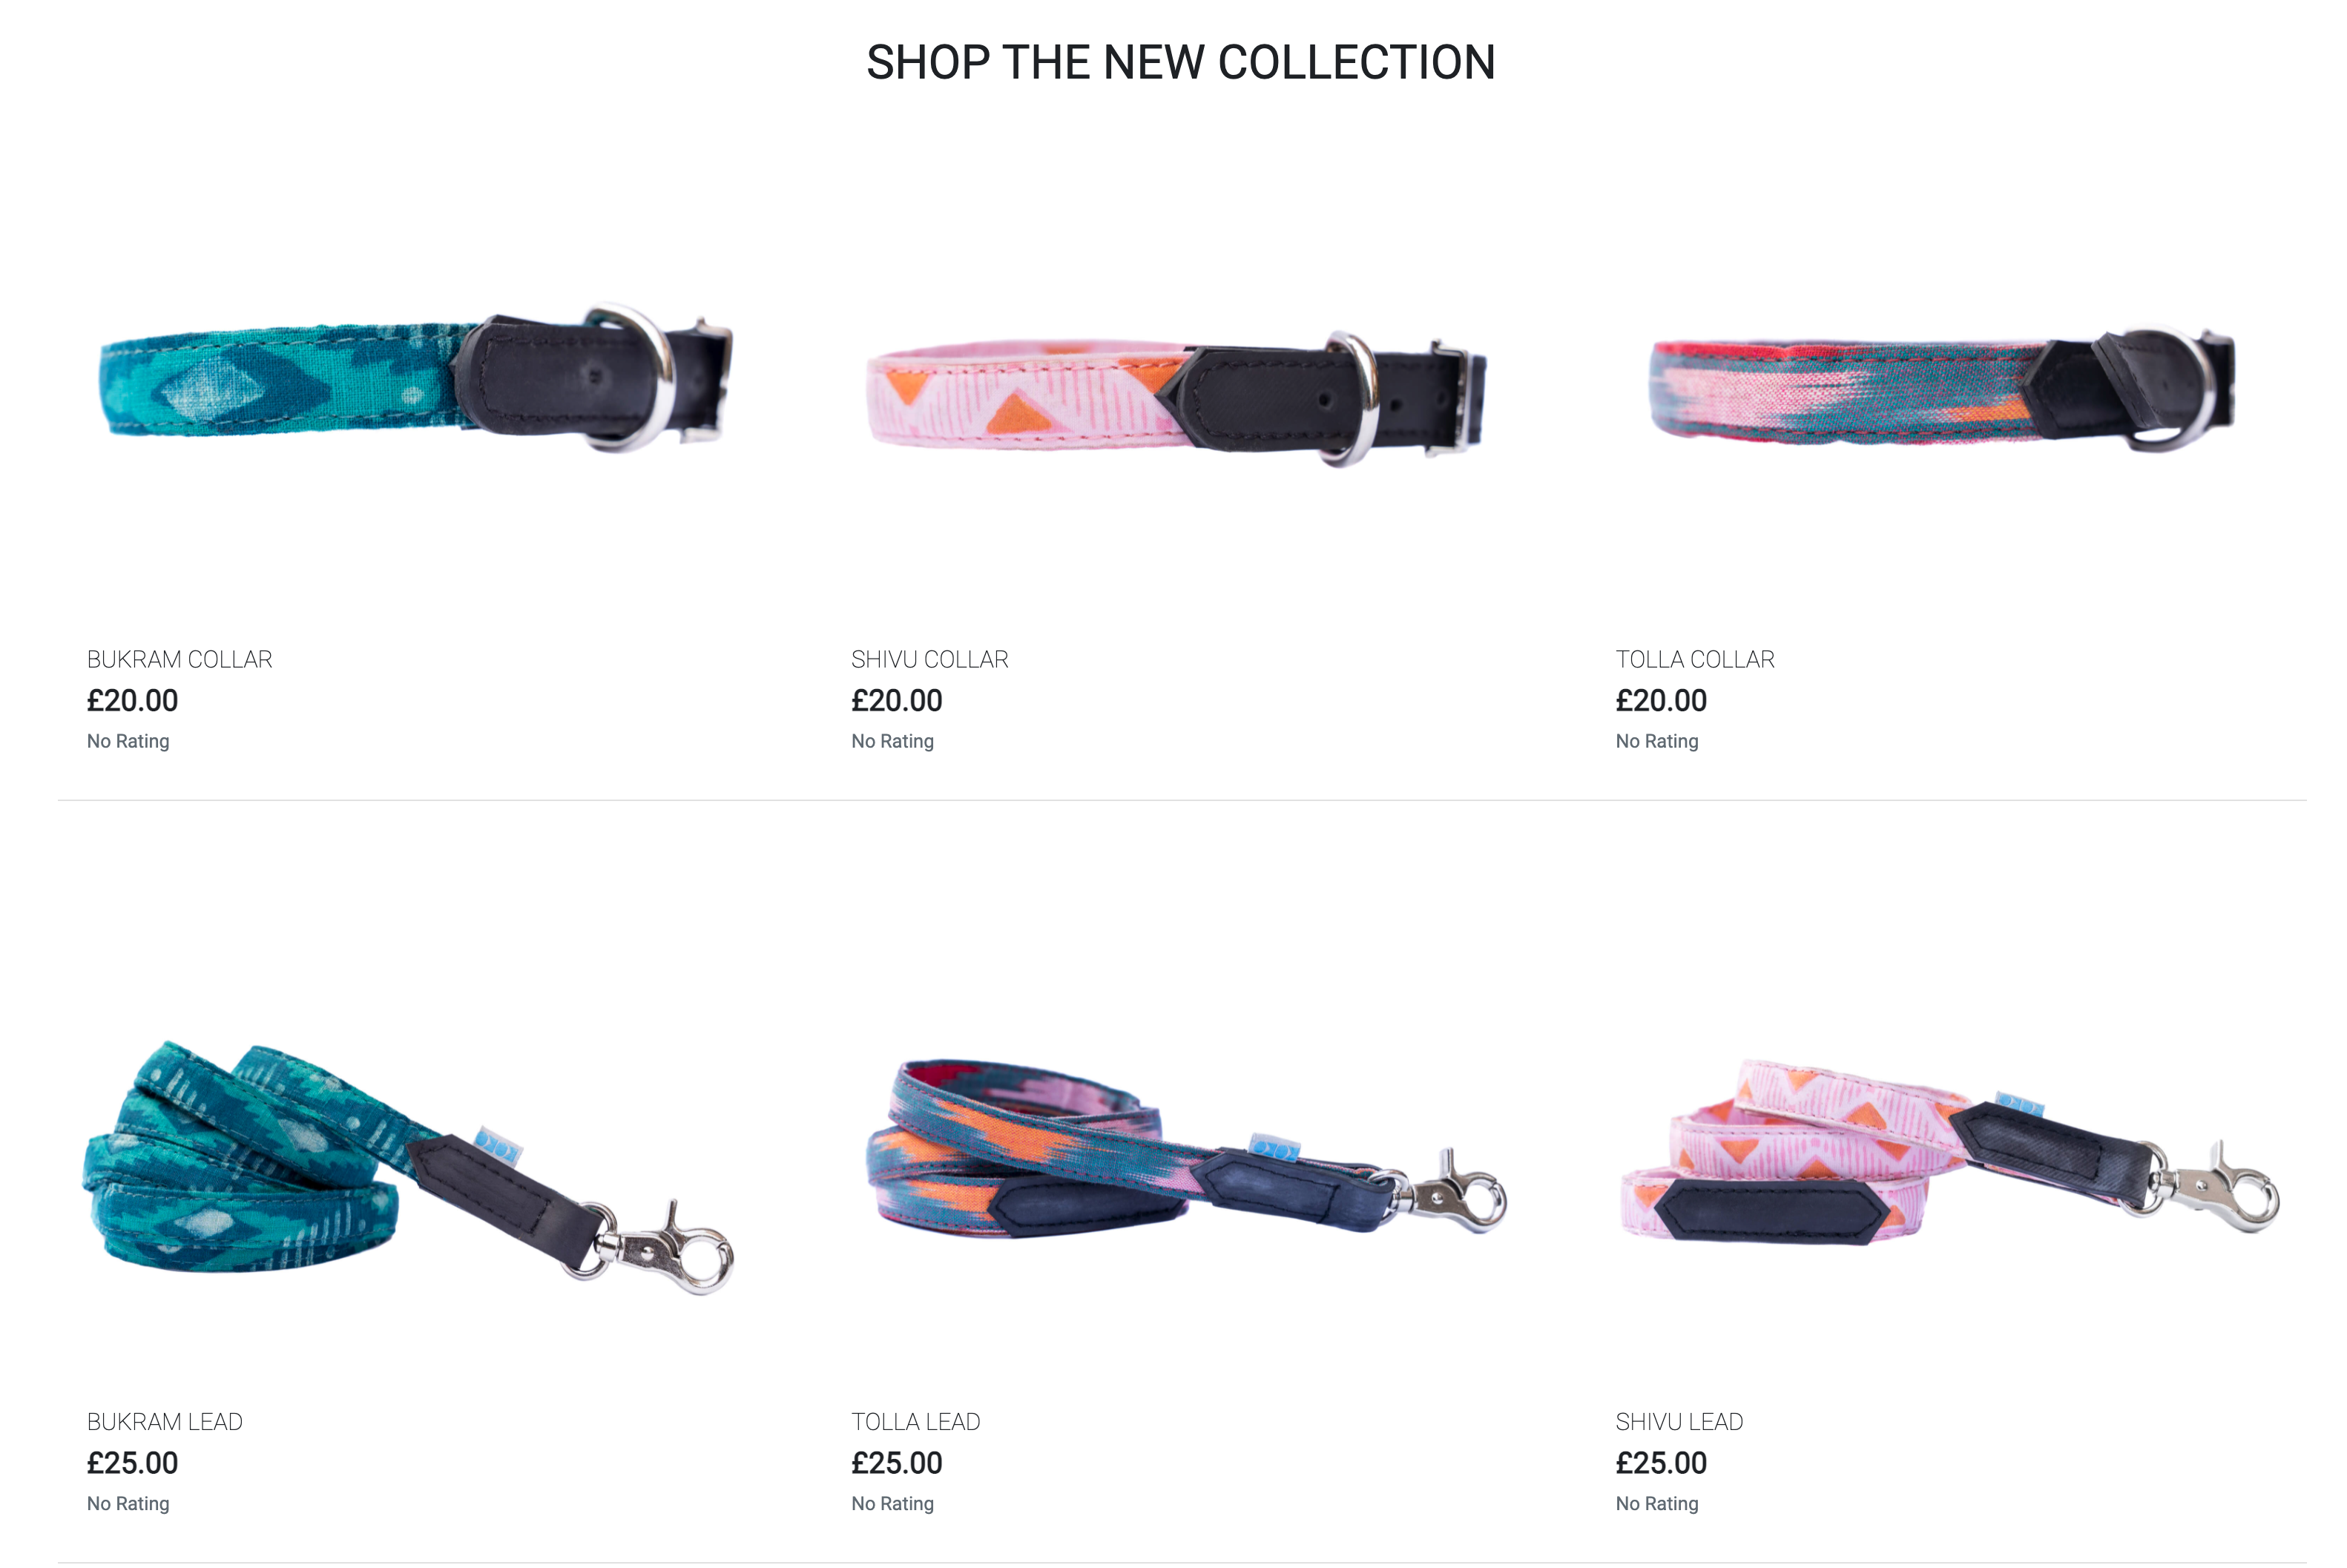 SHOP THE NEW COLLECTION
BUKRAM COLLAR
£20.00
No Rating
SHIVU COLLAR
£20.00
No Rating
TOLLA COLLAR
£20.00
No Rating
BUKRAM LEAD
£25.00
No Rating
TOLLA LEAD
£25.00
No Rating
SHIVU LEAD
£25.00
No Rating